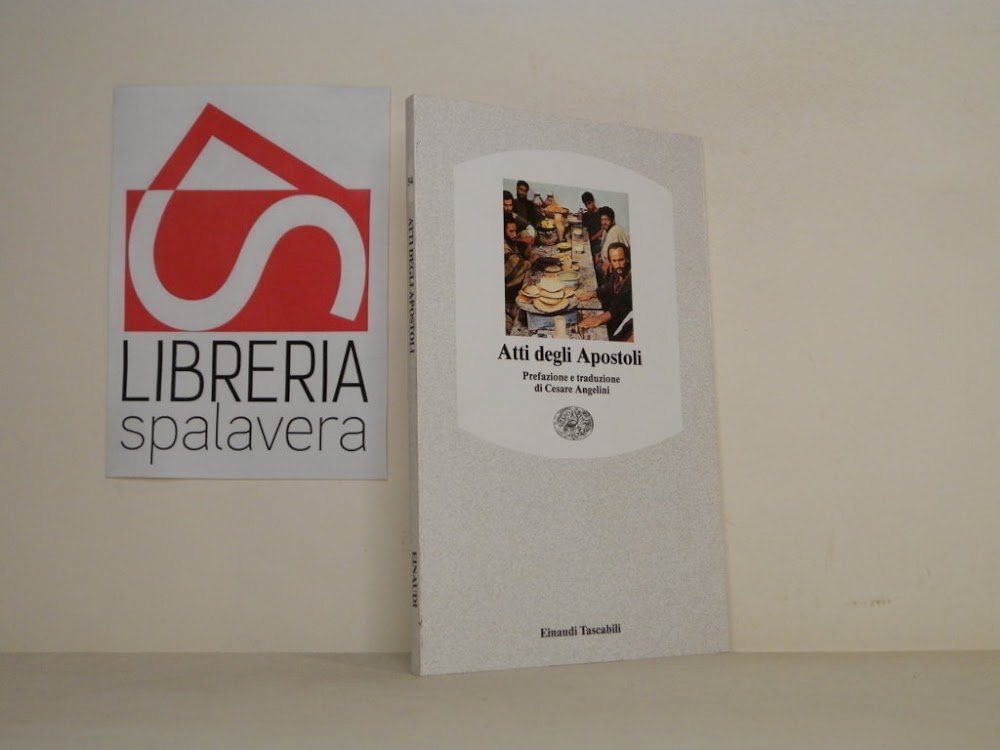 LIBRERIA
spalavera
ATTI DEGLI APOSTOLI
EINAUDI
Atti degli Apostoli
Prefazione e traduzione
di Cesare Angelini
Einaudi Tascabili